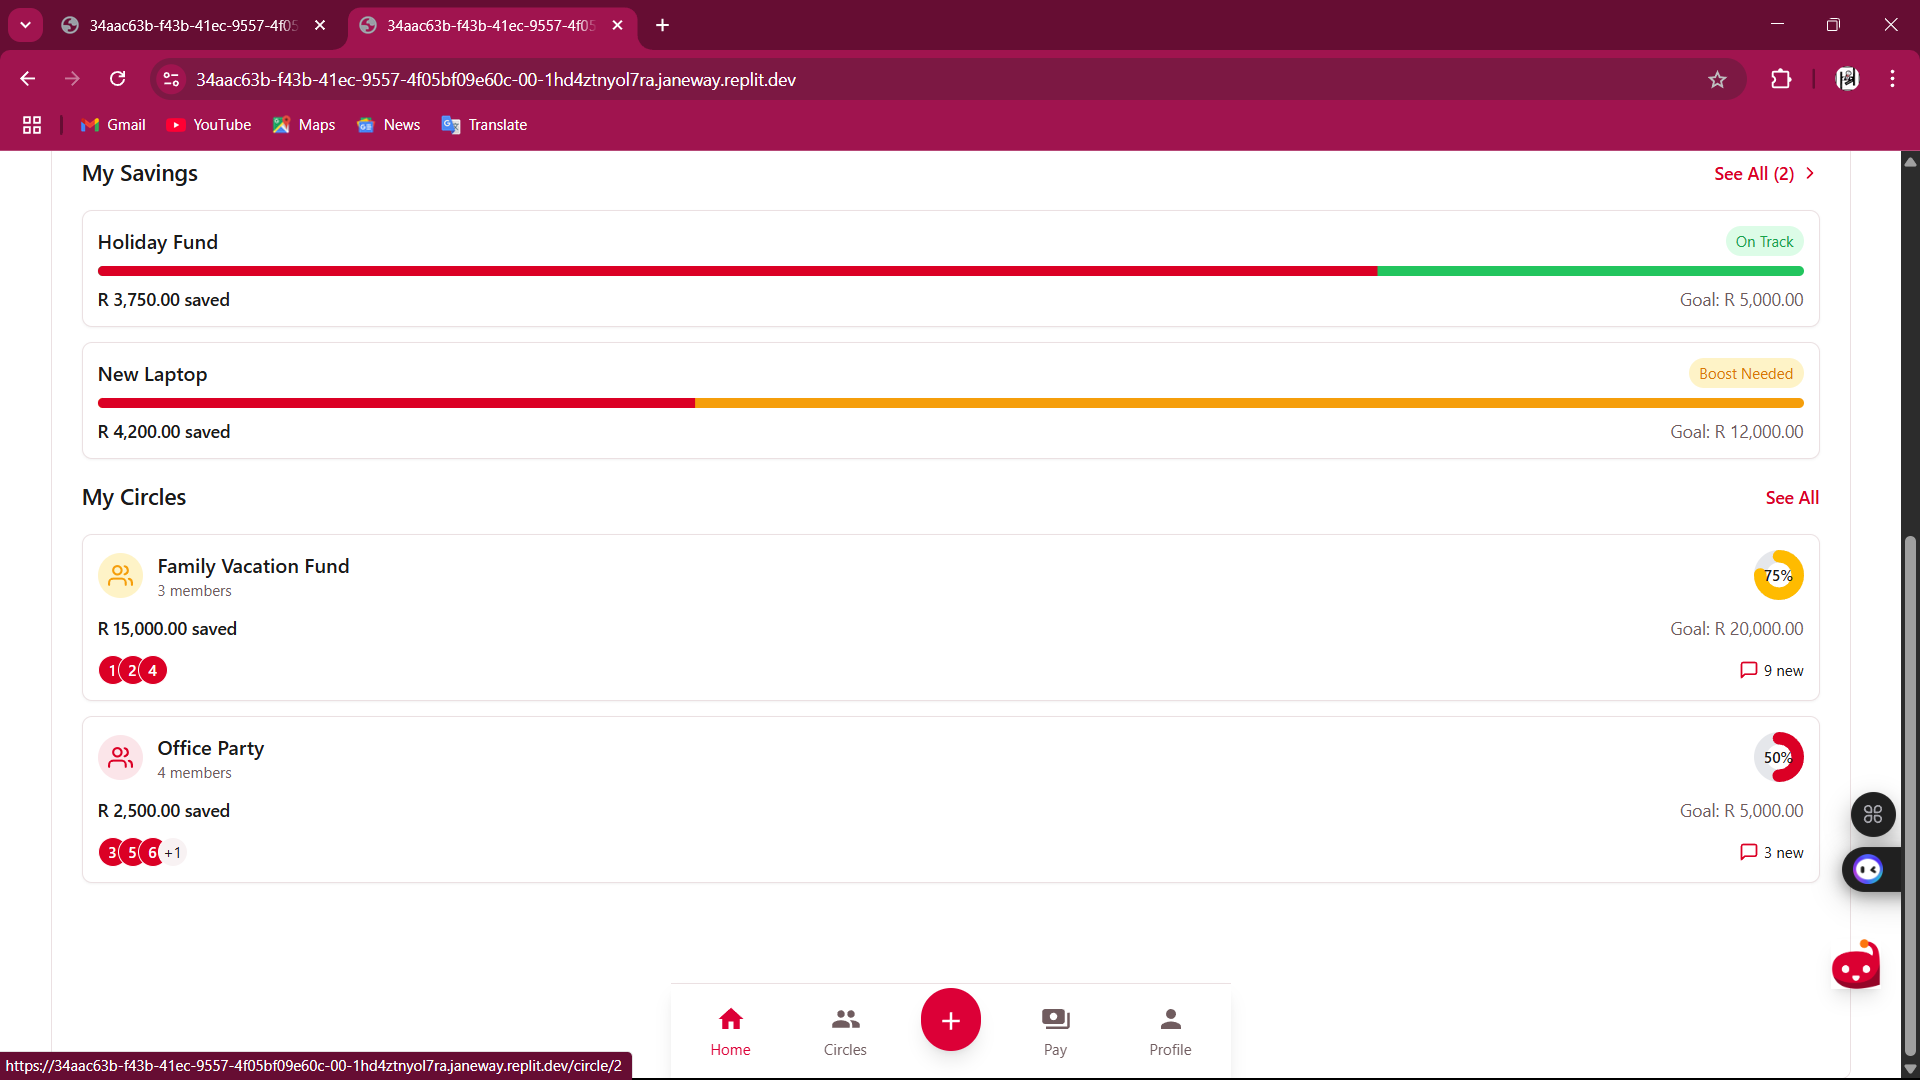 34aac63b-f43b-41ec-9557-4f05
34aac63b-f43b-41ec-9557-4f05
34aac63b-f43b-41ec-9557-4f05bf09e60c-00-1hd4ztnyol7ra.janeway.replit.dev
Gmail YouTube Maps News Translate
My Savings See All (2)
Holiday Fund On Track
R 3,750.00 saved Goal: R 5,000.00
New Laptop Boost Needed
R 4,200.00 saved Goal: R 12,000.00
My Circles See All
Family Vacation Fund
3 members
75%
R 15,000.00 saved Goal: R 20,000.00
1 2 4 9 new
Office Party
4 members
50%
R 2,500.00 saved Goal: R 5,000.00
3 5 6 +1 3 new
Home Circles Pay Profile
https://34aac63b-f43b-41ec-9557-4f05bf09e60c-00-1hd4ztnyol7ra.janeway.replit.dev/circle/2